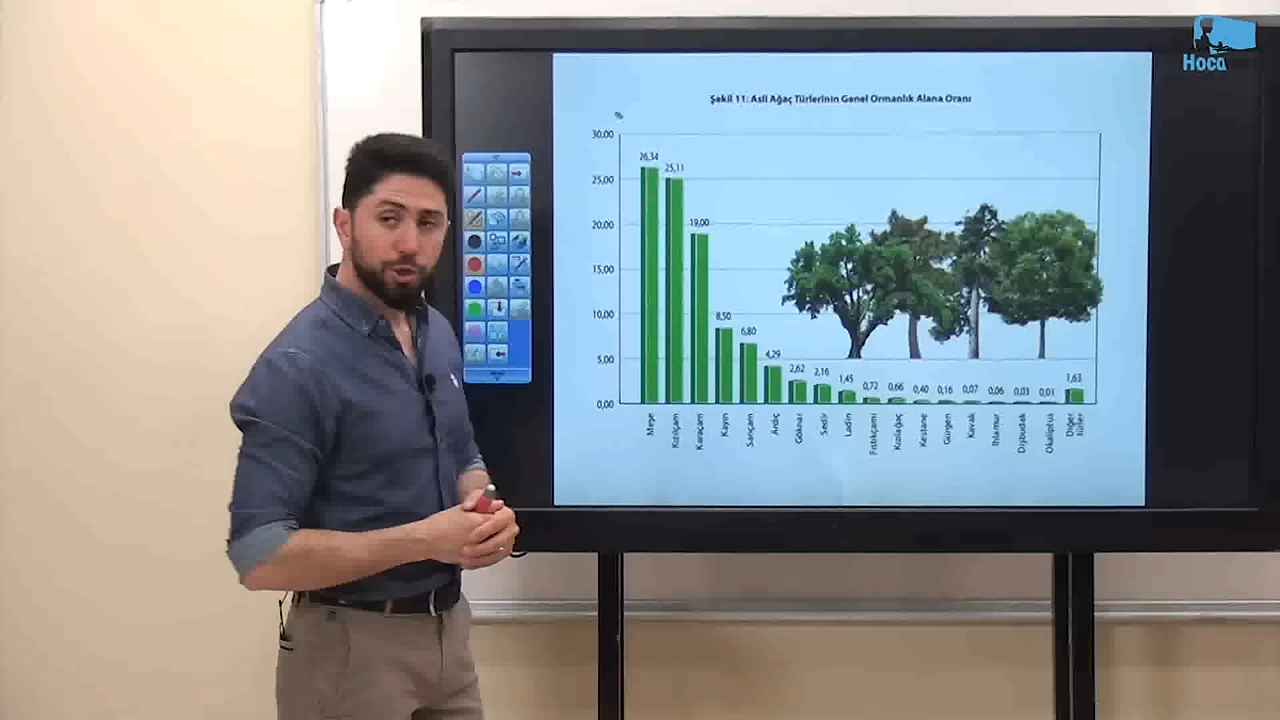 Hoca
Şekil 11: Asli Ağaç Türlerinin Genel Ormanlık Alana Oranı
%
30,00
25,00
20,00
15,00
10,00
5,00
0,00
26,34
25,11
19,00
8,50
6,80
4,29
2,62
2,16
1,45
0,72
0,66
0,40
0,16
0,07
0,06
0,03
0,01
1,63
Meşe
Kızılçam
Karaçam
Kayın
Sarıçam
Ardıç
Göknar
Sedir
Ladin
Fıstıkçamı
Kızılağaç
Kestane
Gürgen
Kavak
Ihlamur
Dışbudak
Okaliptus
Diğer
türler